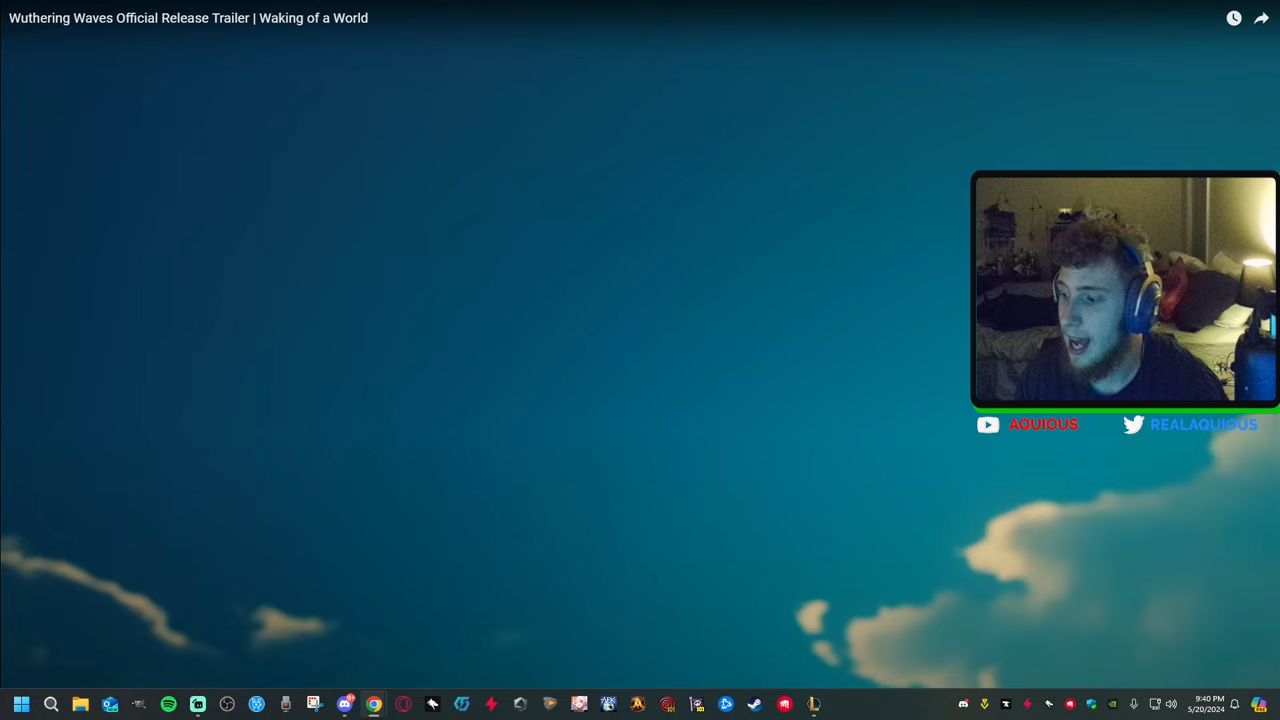 Wuthering Waves Official Release Trailer | Waking of a World
AQUIOUS
REALAQUIOUS
9:40 PM
5/20/2024